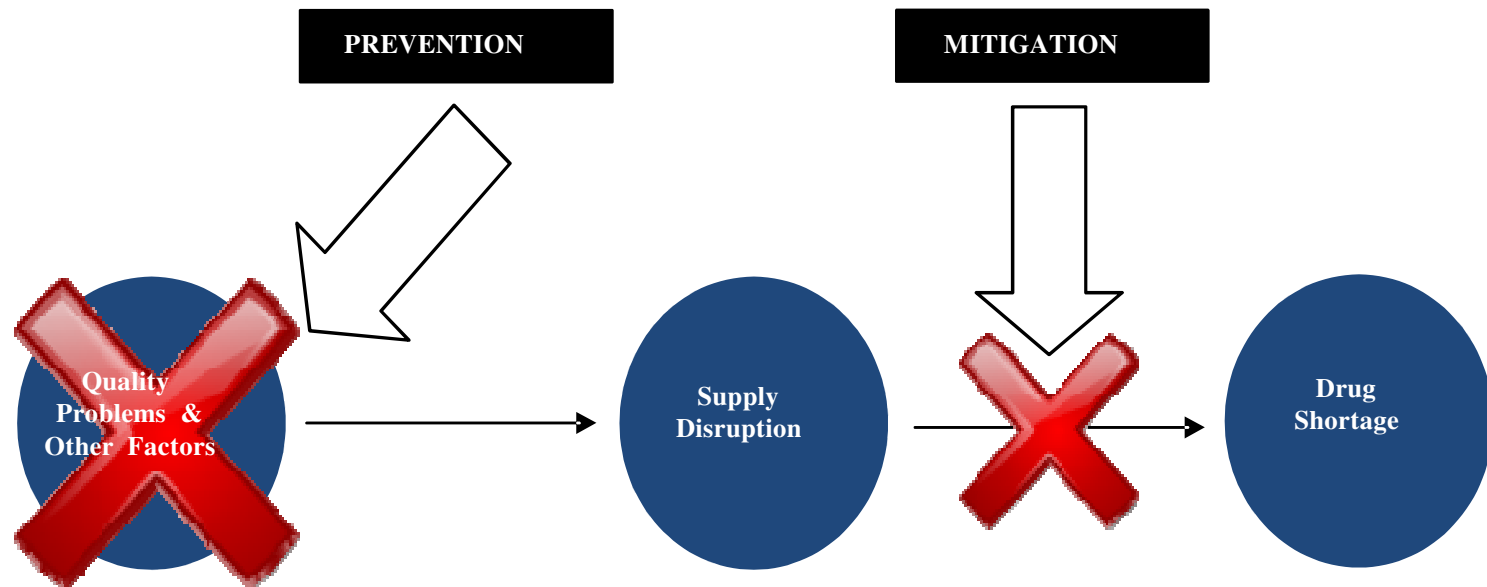 PREVENTION
MITIGATION
Quality
Problems &
Other Factors
Supply
Disruption
Drug
Shortage